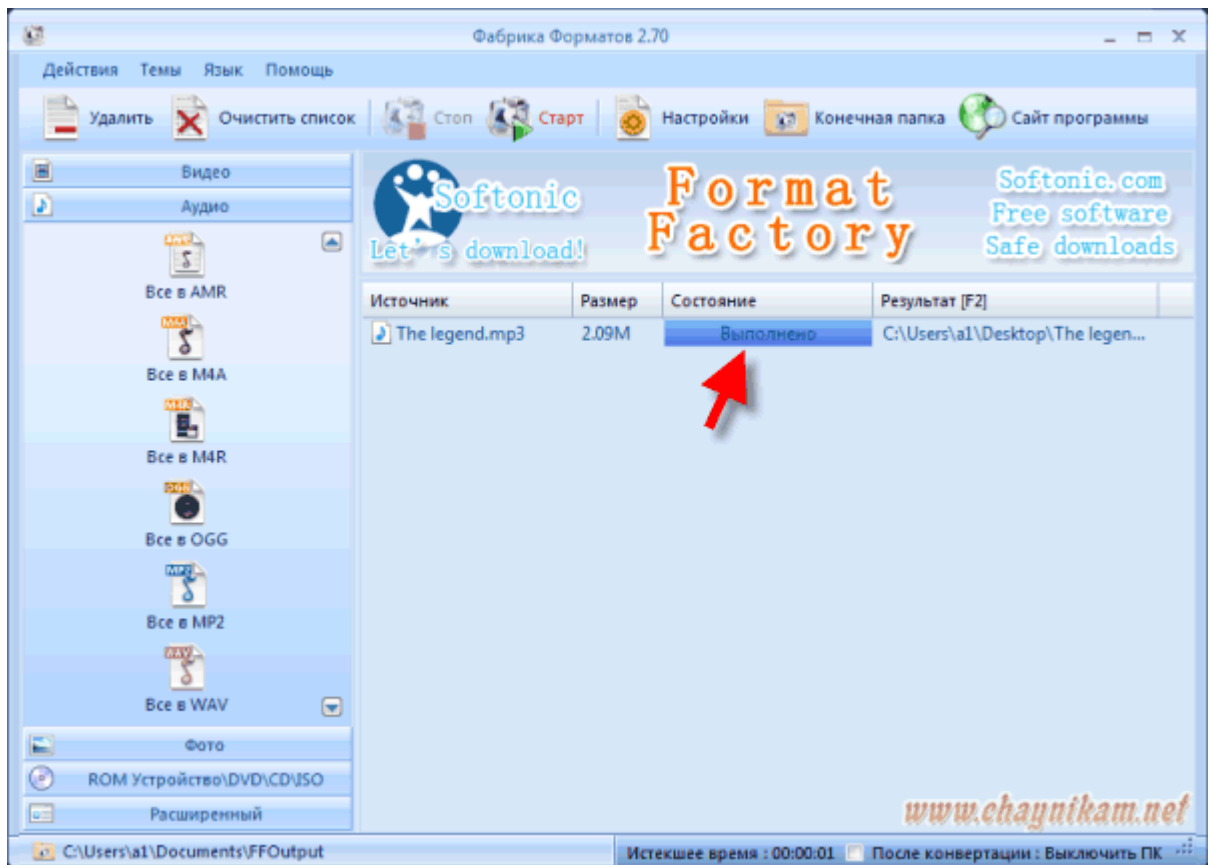 Фабрика Форматов 2.70
Действия Темы Язык Помощь
Удалить Очистить список Стоп Старт Настройки Конечная папка Сайт программы
Видео
Аудио
Все в AMR
Все в M4A
Все в M4R
Все в OGG
Все в MP2
Все в WAV
Фото
ROM Устройство\DVD\CD\ISO
Расширенный
Softonic
Let's download!
Format
Factory
Softonic.com
Free software
Safe downloads
Источник Размер Состояние Результат [F2]
The legend.mp3 2.09M Выполнено C:\Users\a1\Desktop\The legen...
www.chaynikam.net
C:\Users\a1\Documents\FFOutput Истекшее время : 00:00:01 После конвертации : Выключить ПК